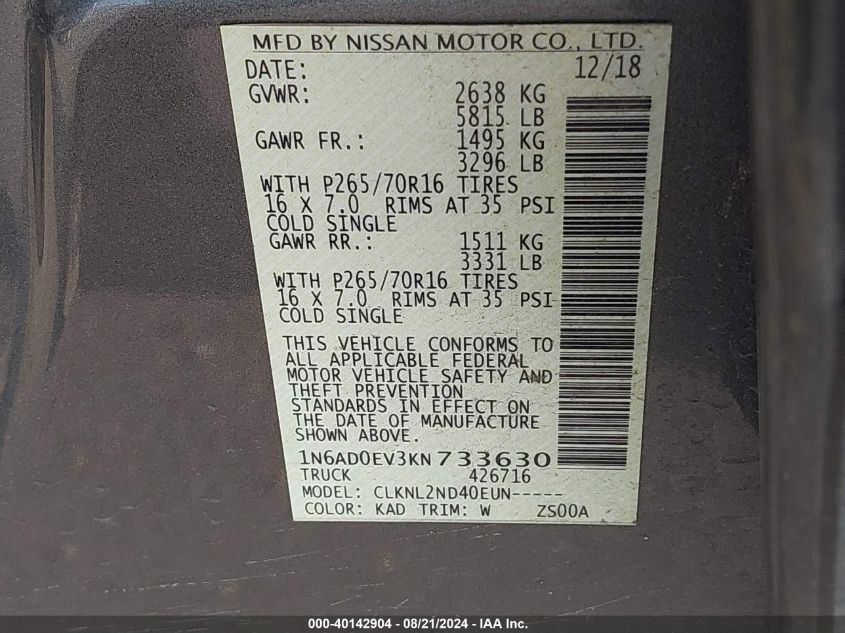 MFD BY NISSAN MOTOR CO., LTD.
DATE: 12/18
GVWR: 2638 KG
5815 LB
GAWR FR.: 1495 KG
3296 LB
WITH P265/70R16 TIRES
16 X 7.0 RIMS AT 35 PSI
COLD SINGLE
GAWR RR.: 1511 KG
3331 LB
WITH P265/70R16 TIRES
16 X 7.0 RIMS AT 35 PSI
COLD SINGLE
THIS VEHICLE CONFORMS TO
ALL APPLICABLE FEDERAL
MOTOR VEHICLE SAFETY AND
THEFT PREVENTION
STANDARDS IN EFFECT ON
THE DATE OF MANUFACTURE
SHOWN ABOVE.
1N6AD0EV3KN733630
TRUCK 426716
MODEL: CLKNL2ND40EUN-----
COLOR: KAD TRIM: W ZS00A
000-40142904 - 08/21/2024 - IAA Inc.